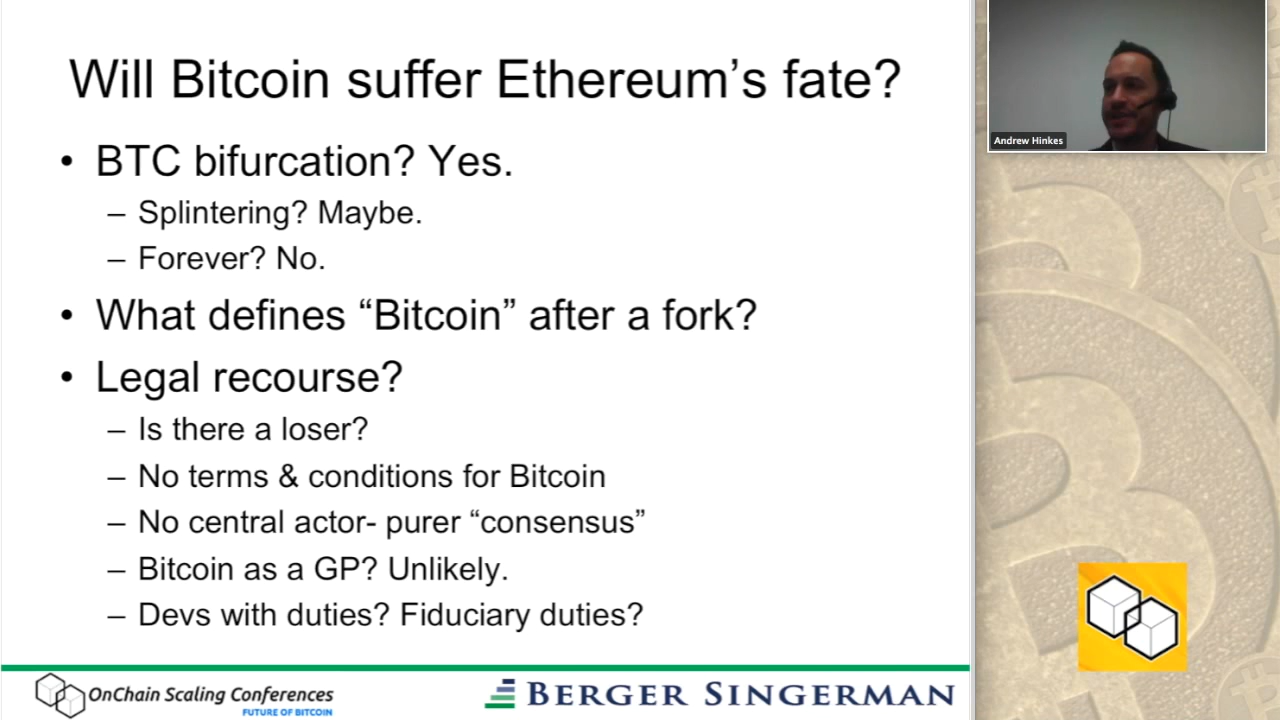 Will Bitcoin suffer Ethereum’s fate?
• BTC bifurcation? Yes.
– Splintering? Maybe.
– Forever? No.
• What defines “Bitcoin” after a fork?
• Legal recourse?
– Is there a loser?
– No terms & conditions for Bitcoin
– No central actor- purer “consensus”
– Bitcoin as a GP? Unlikely.
– Devs with duties? Fiduciary duties?
OnChain Scaling Conferences
FUTURE OF BITCOIN
BERGER SINGERMAN
Andrew Hinkes